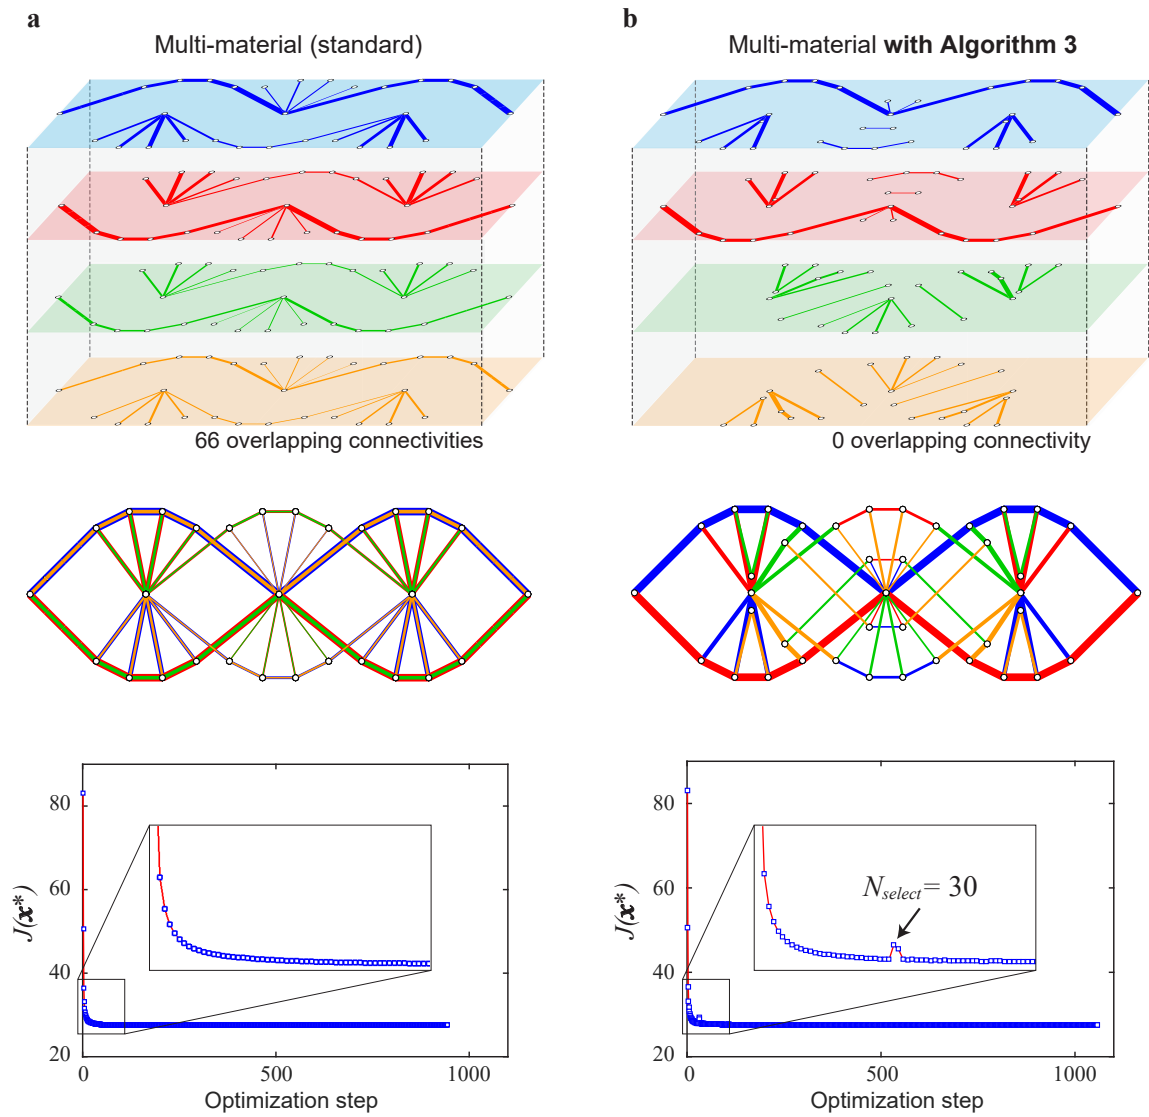 a
Multi-material (standard)
66 overlapping connectivities
80
60
40
20
0
500
1000
J(x*)
Optimization step
b
Multi-material with Algorithm 3
0 overlapping connectivity
N_select = 30
80
60
40
20
0
500
1000
J(x*)
Optimization step